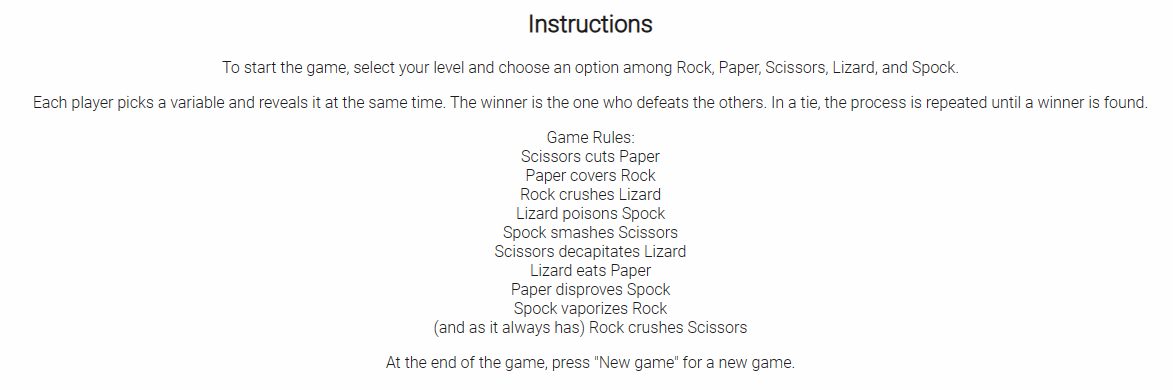 Instructions
To start the game, select your level and choose an option among Rock, Paper, Scissors, Lizard, and Spock.
Each player picks a variable and reveals it at the same time. The winner is the one who defeats the others. In a tie, the process is repeated until a winner is found.
Game Rules:
Scissors cuts Paper
Paper covers Rock
Rock crushes Lizard
Lizard poisons Spock
Spock smashes Scissors
Scissors decapitates Lizard
Lizard eats Paper
Paper disproves Spock
Spock vaporizes Rock
(and as it always has) Rock crushes Scissors
At the end of the game, press "New game" for a new game.